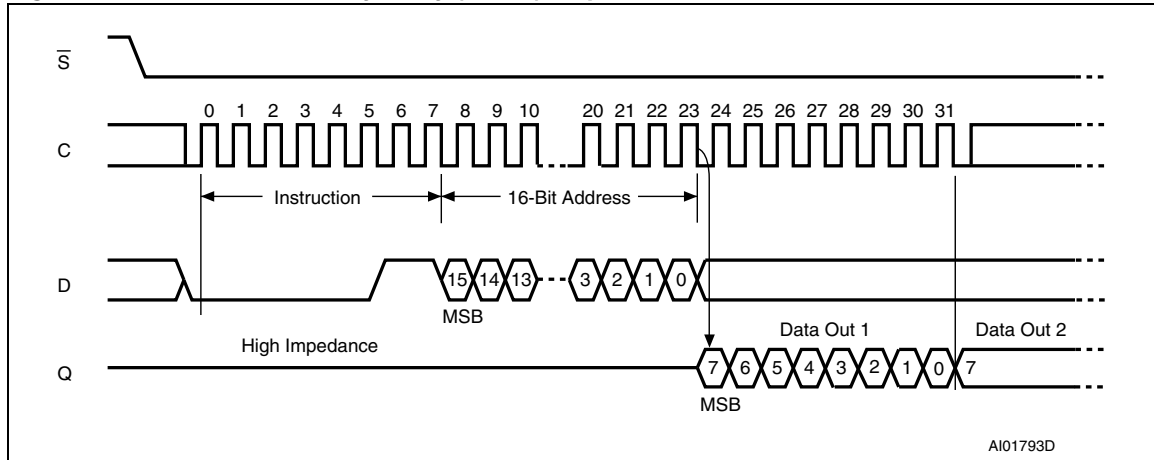 S
0 1 2 3 4 5 6 7 8 9 10 20 21 22 23 24 25 26 27 28 29 30 31
C
Instruction 16-Bit Address
D 15 14 13 3 2 1 0
MSB
High Impedance Data Out 1 Data Out 2
Q 7 6 5 4 3 2 1 0 7
MSB
AI01793D